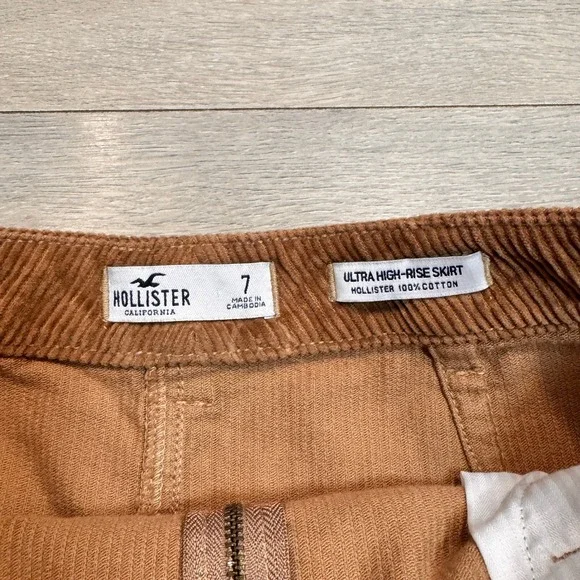 HOLLISTER
CALIFORNIA
7
MADE IN
CAMBODIA
ULTRA HIGH-RISE SKIRT
HOLLISTER 100% COTTON